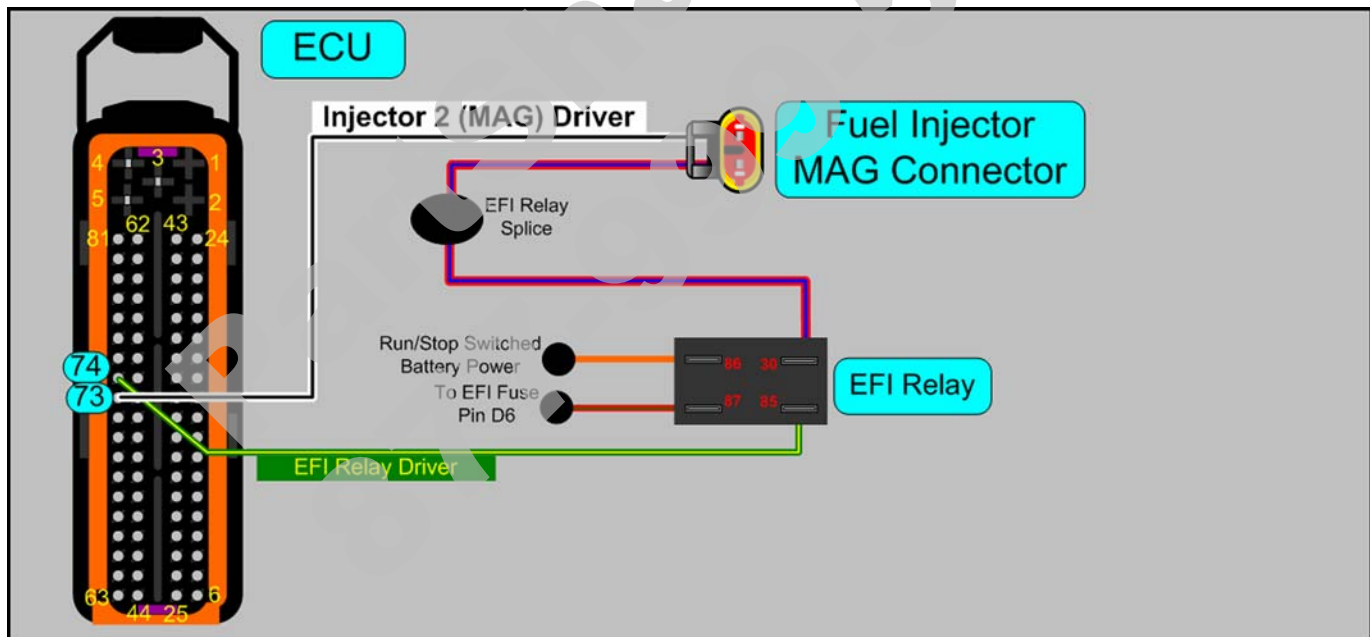 ECU
Injector 2 (MAG) Driver
Fuel Injector
MAG Connector
4
3
1
5
2
62
43
81
24
EFI Relay
Splice
Run/Stop Switched
Battery Power
To EFI Fuse
Pin D6
86
30
87
85
EFI Relay
74
73
EFI Relay Driver
63
44
25
6